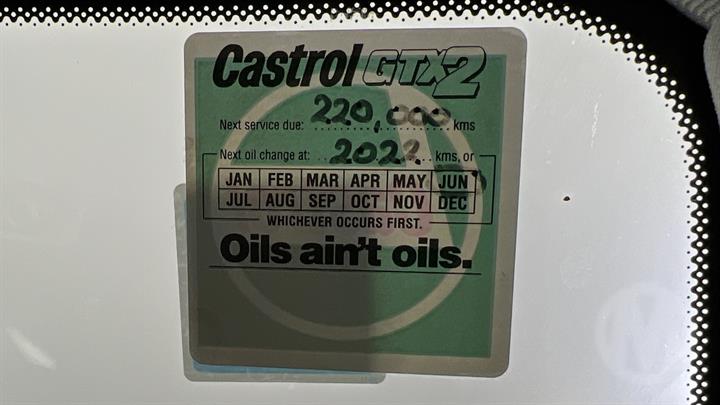 Castrol GTX2
Next service due: 220,000 kms
Next oil change at: 2022. kms, or
JAN FEB MAR APR MAY JUN
JUL AUG SEP OCT NOV DEC
WHICHEVER OCCURS FIRST.
Oils ain't oils.